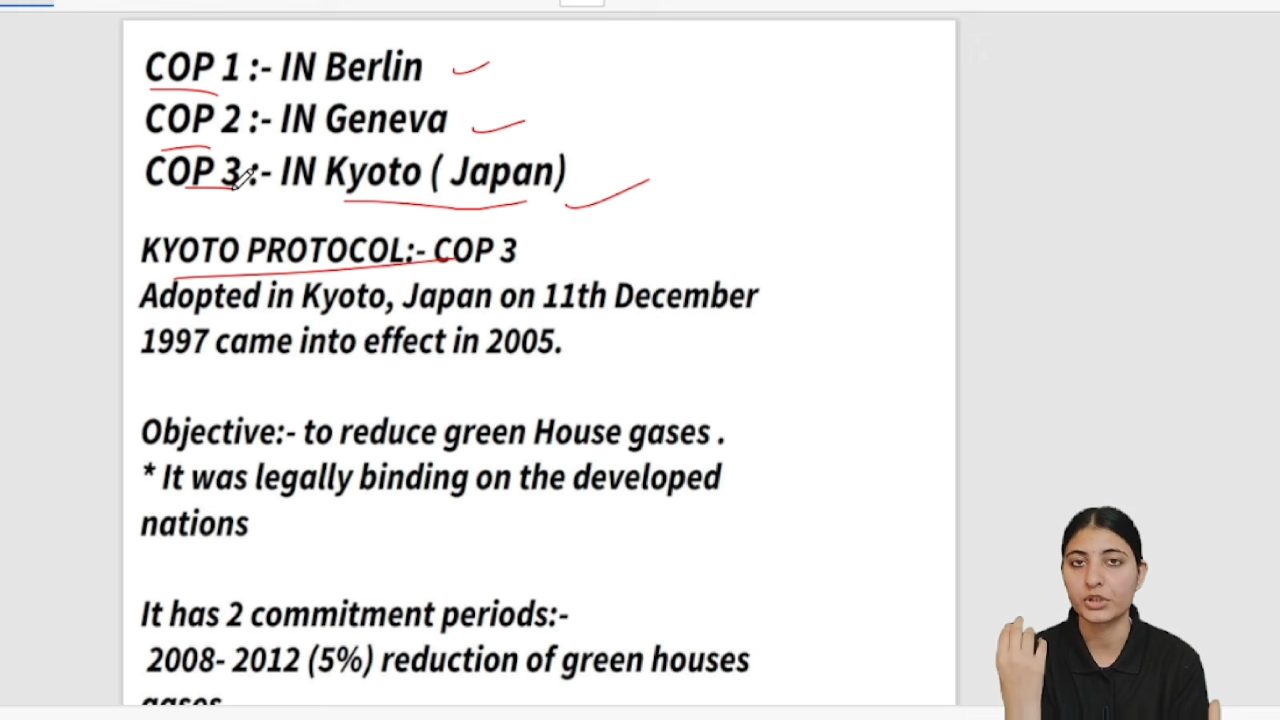 COP 1 :- IN Berlin
COP 2 :- IN Geneva
COP 3 :- IN Kyoto ( Japan)
KYOTO PROTOCOL:- COP 3
Adopted in Kyoto, Japan on 11th December
1997 came into effect in 2005.
Objective:- to reduce green House gases .
* It was legally binding on the developed
nations
It has 2 commitment periods:-
2008- 2012 (5%) reduction of green houses
gases